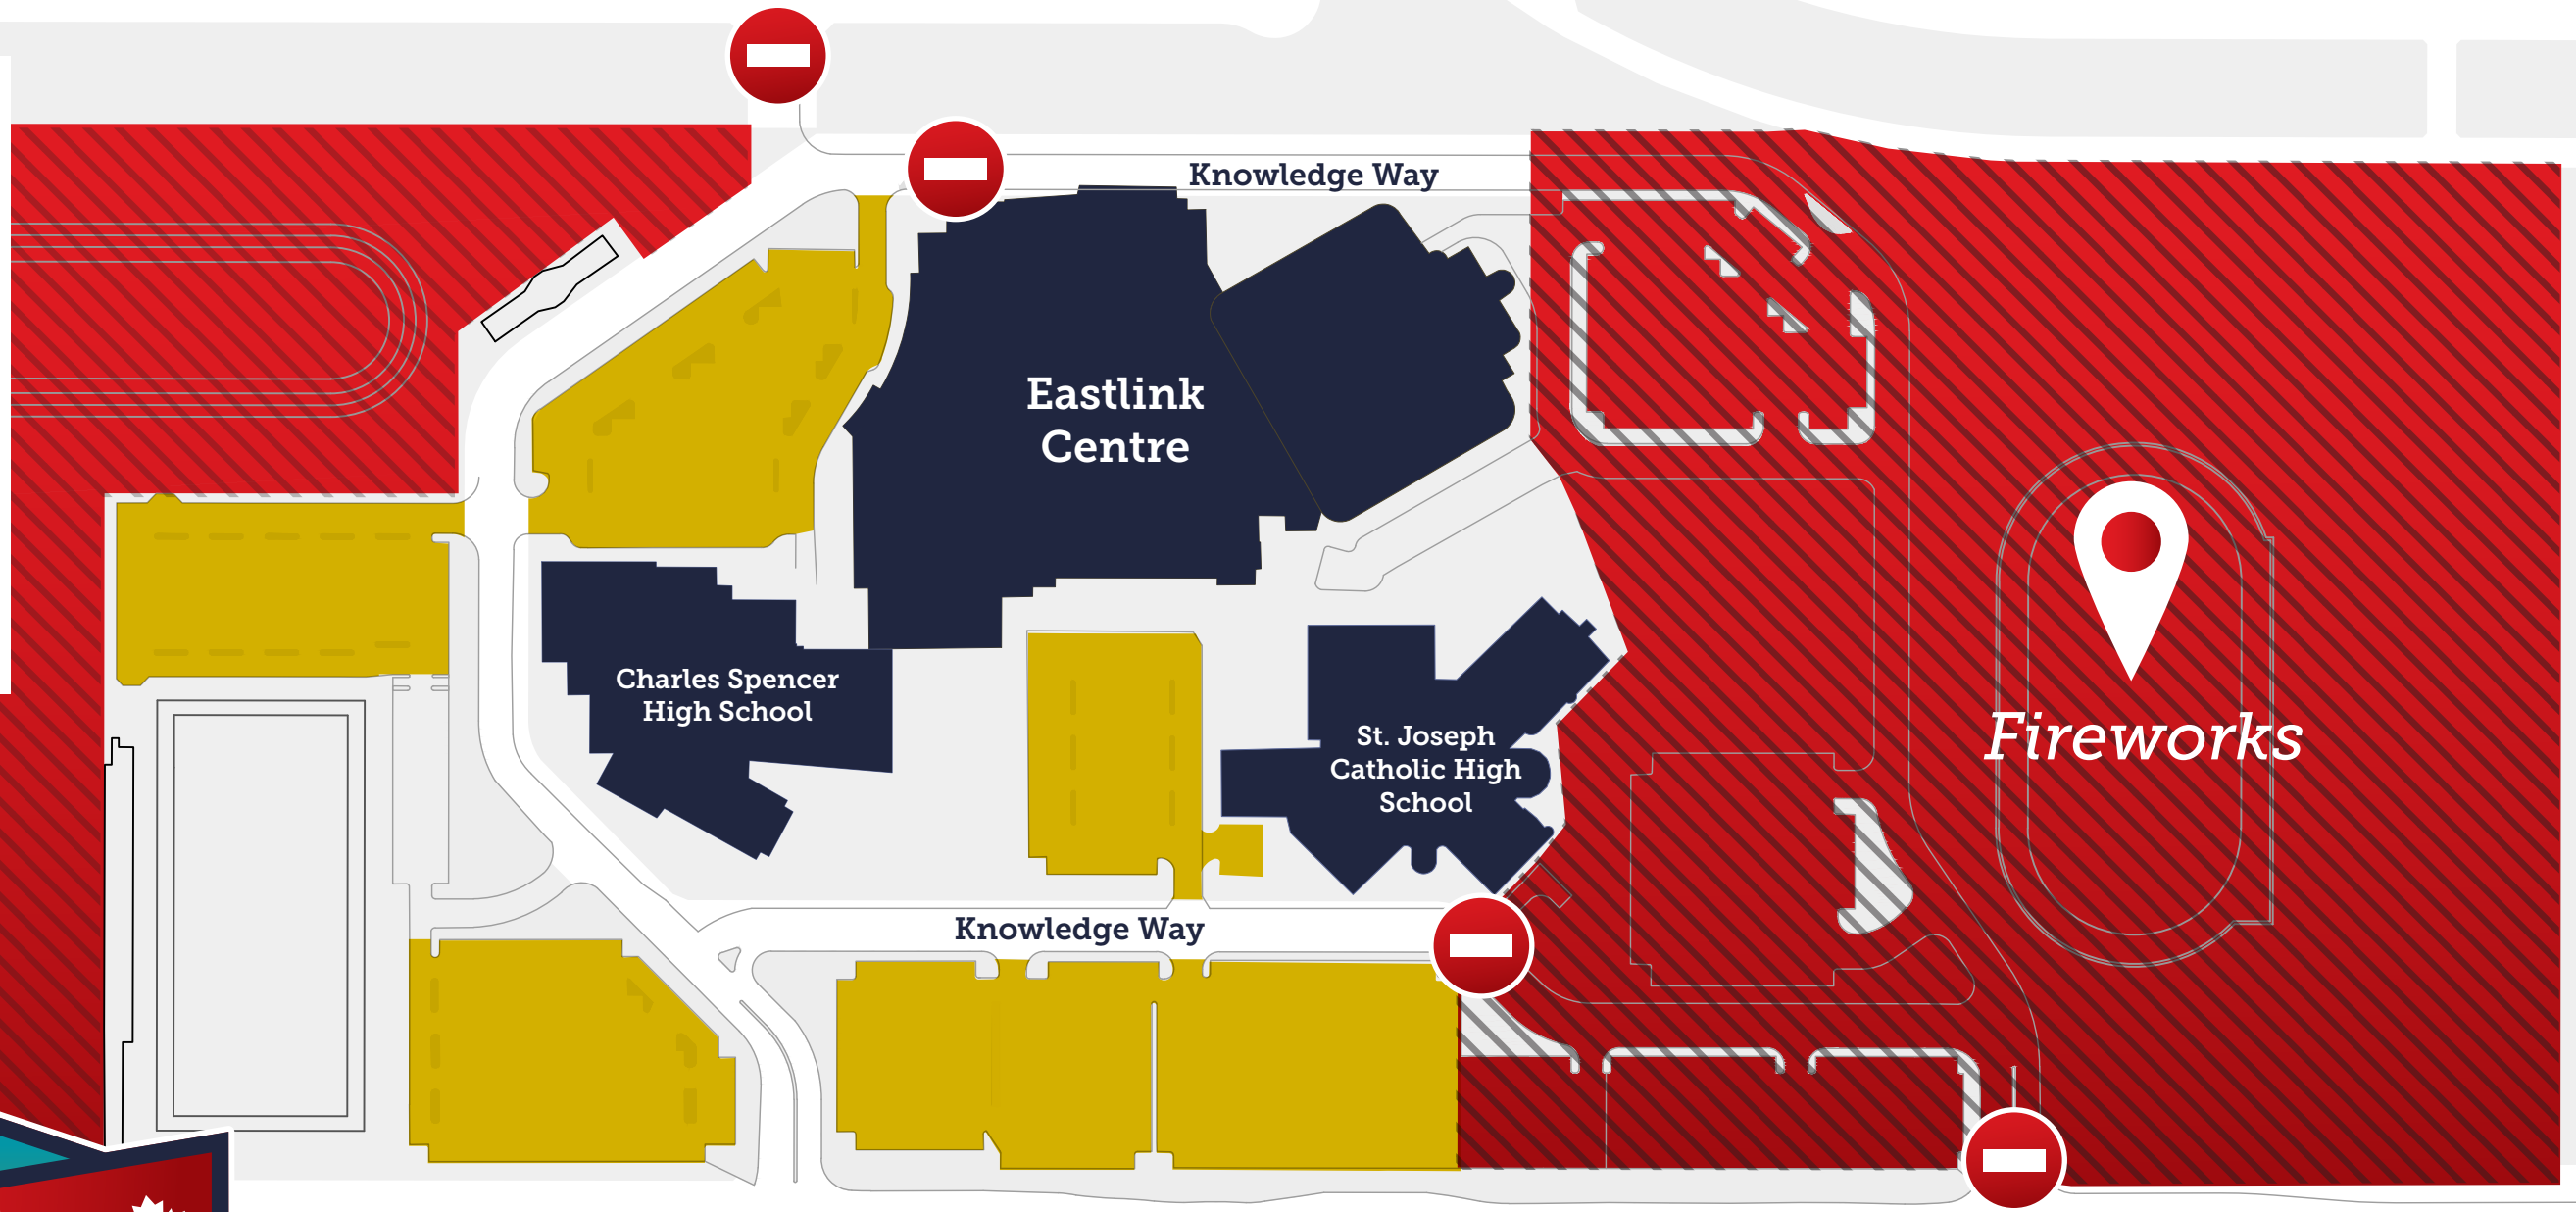 Knowledge Way
Eastlink
Centre
Charles Spencer
High School
St. Joseph
Catholic High
School
Fireworks
Knowledge Way